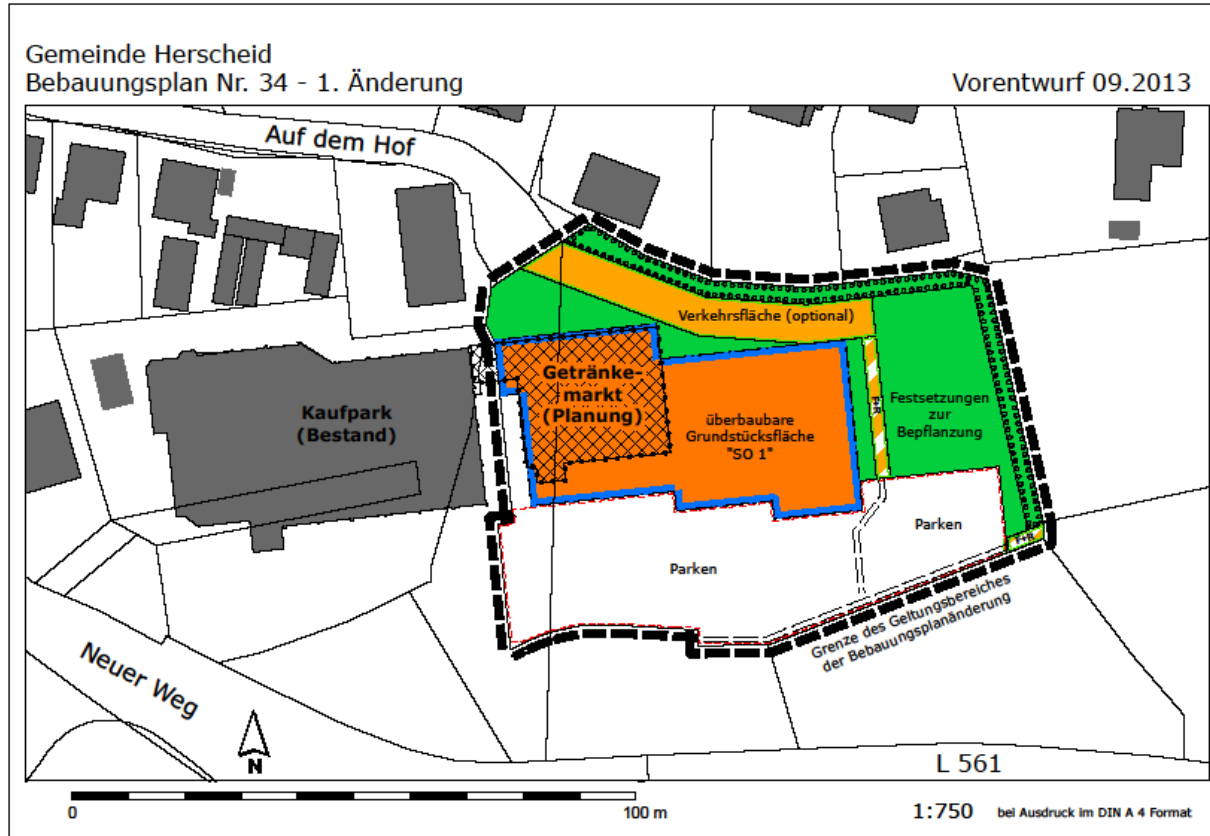 Gemeinde Herscheid
Bebauungsplan Nr. 34 - 1. Änderung
Vorentwurf 09.2013
Auf dem Hof
Verkehrsfläche (optional)
Getränke-
markt
(Planung)
Kaufpark
(Bestand)
überbaubare
Grundstücksfläche
"SO 1"
F+R
Festsetzungen
zur
Bepflanzung
Parken
Parken
F+R
Grenze des Geltungsbereiches
der Bebauungsplanänderung
Neuer Weg
N
L 561
0
100 m
1:750
bei Ausdruck im DIN A 4 Format